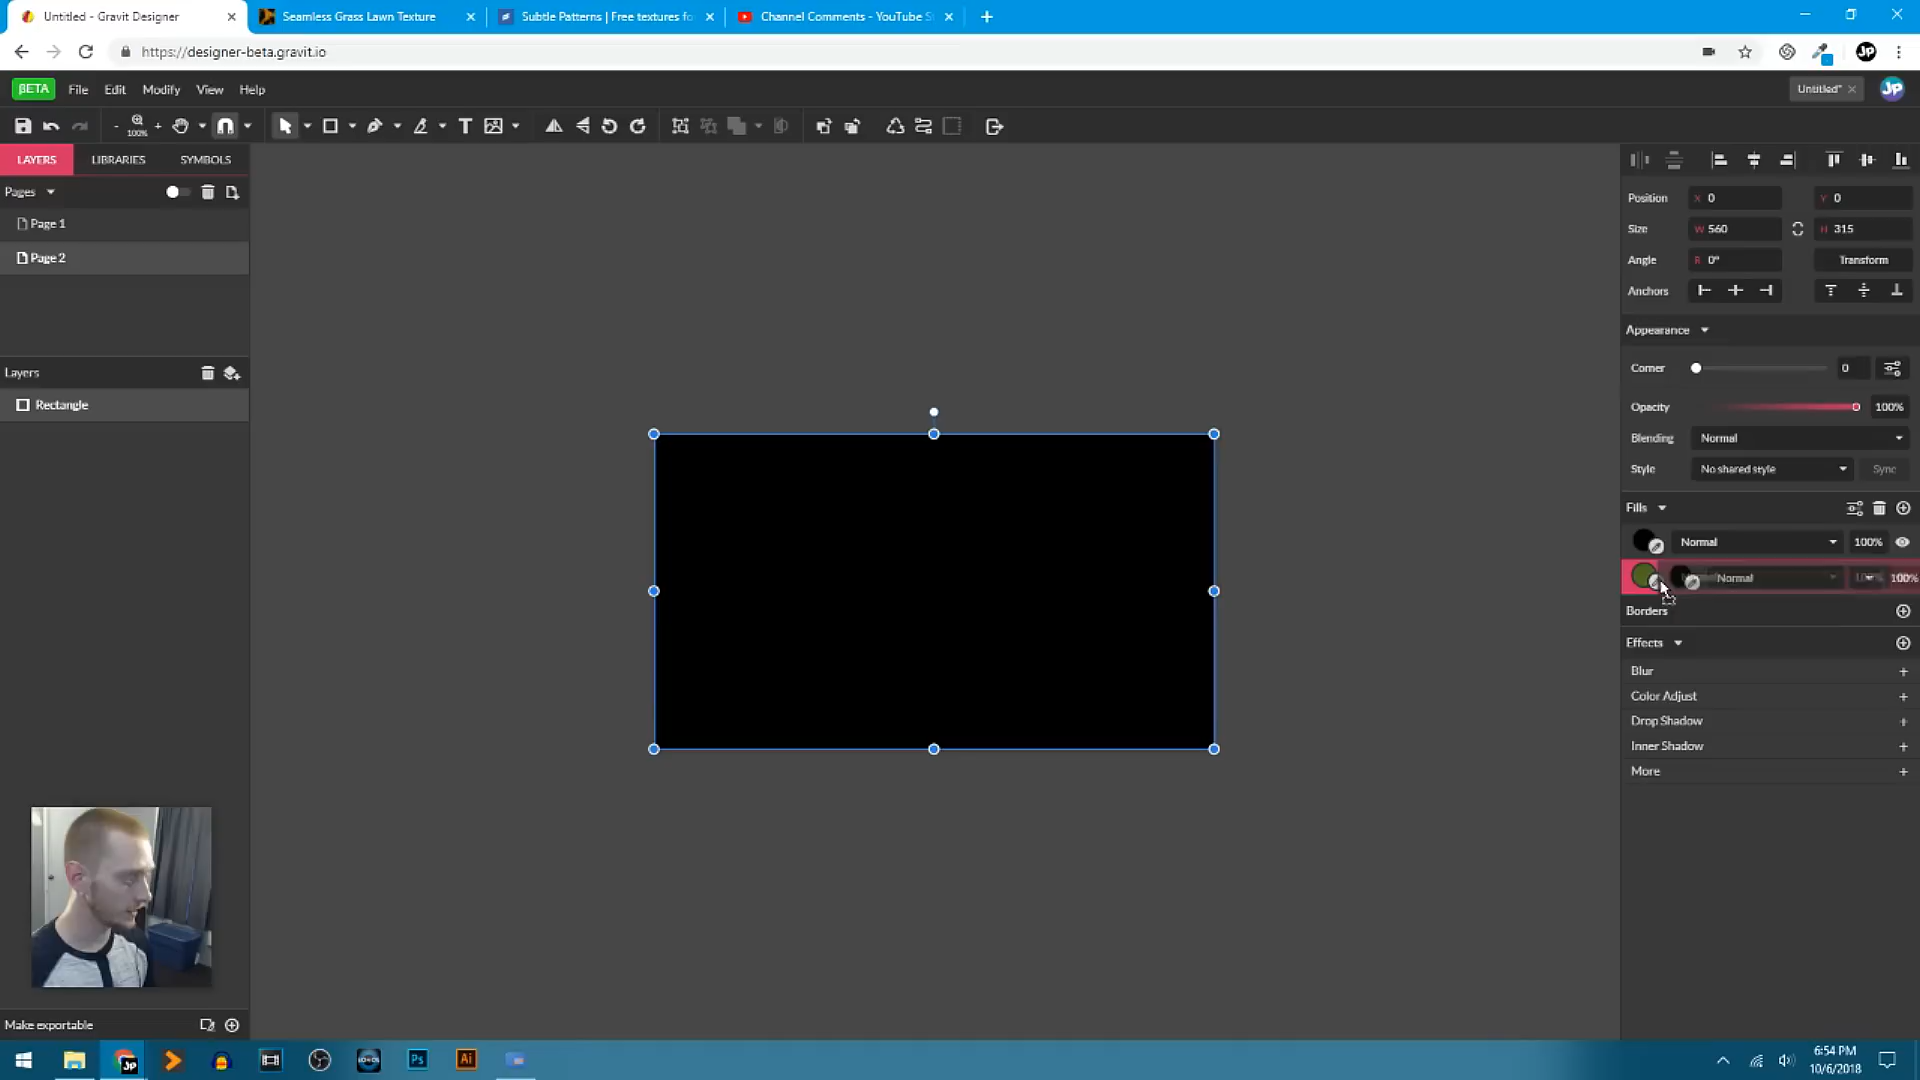 Untitled - Gravit Designer
Seamless Grass Lawn Texture
Subtle Patterns | Free textures fo
Channel Comments - YouTube S
https://designer-beta.gravit.io
BETA File Edit Modify View Help
Untitled*
JP
100%
LAYERS LIBRARIES SYMBOLS
Pages
Page 1
Page 2
Layers
Rectangle
Make exportable
Position X 0 Y 0
Size W 560 H 315
Angle R 0° Transform
Anchors
Appearance
Corner 0
Opacity 100%
Blending Normal
Style No shared style Sync
Fills
Normal 100%
Normal 100%
Borders
Effects
Blur
Color Adjust
Drop Shadow
Inner Shadow
More
Ps
Ai
6:54 PM
10/6/2018